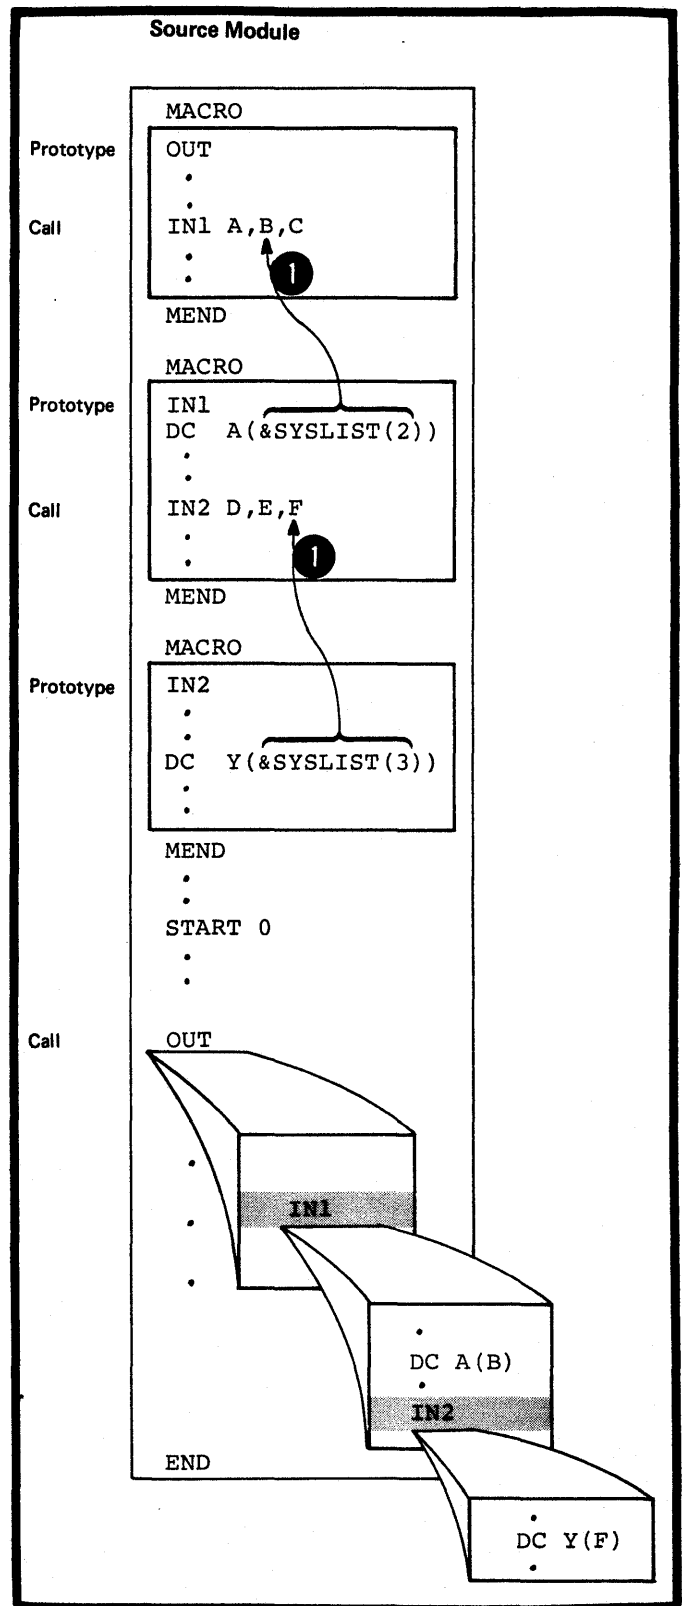 Source Module
MACRO
Prototype OUT
Call IN1 A,B,C
1
MEND
MACRO
Prototype IN1
DC A(&SYSLIST(2))
Call IN2 D,E,F
1
MEND
MACRO
Prototype IN2
DC Y(&SYSLIST(3))
MEND
START 0
Call OUT
IN1
DC A(B)
IN2
END
DC Y(F)